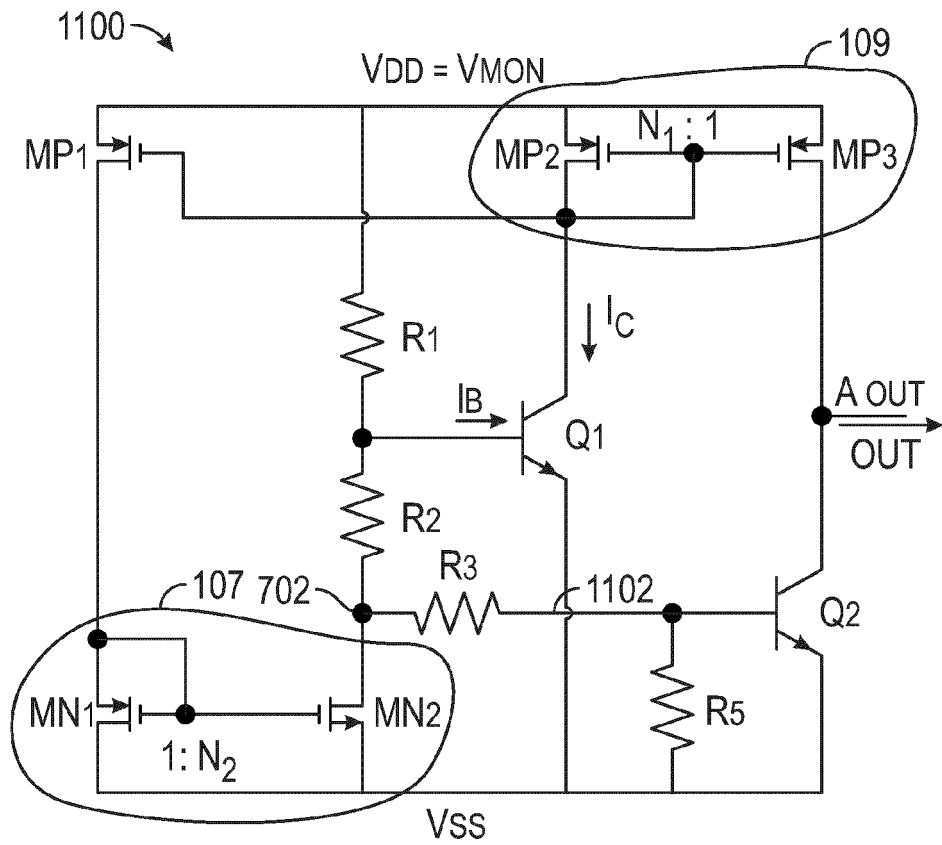 1100
109
VDD = VMON
N1 : 1
MP1
MP2
MP3
IC
R1
IB
A OUT
Q1
OUT
R2
R3
107
702
1102
Q2
MN1
MN2
R5
1: N2
VSS